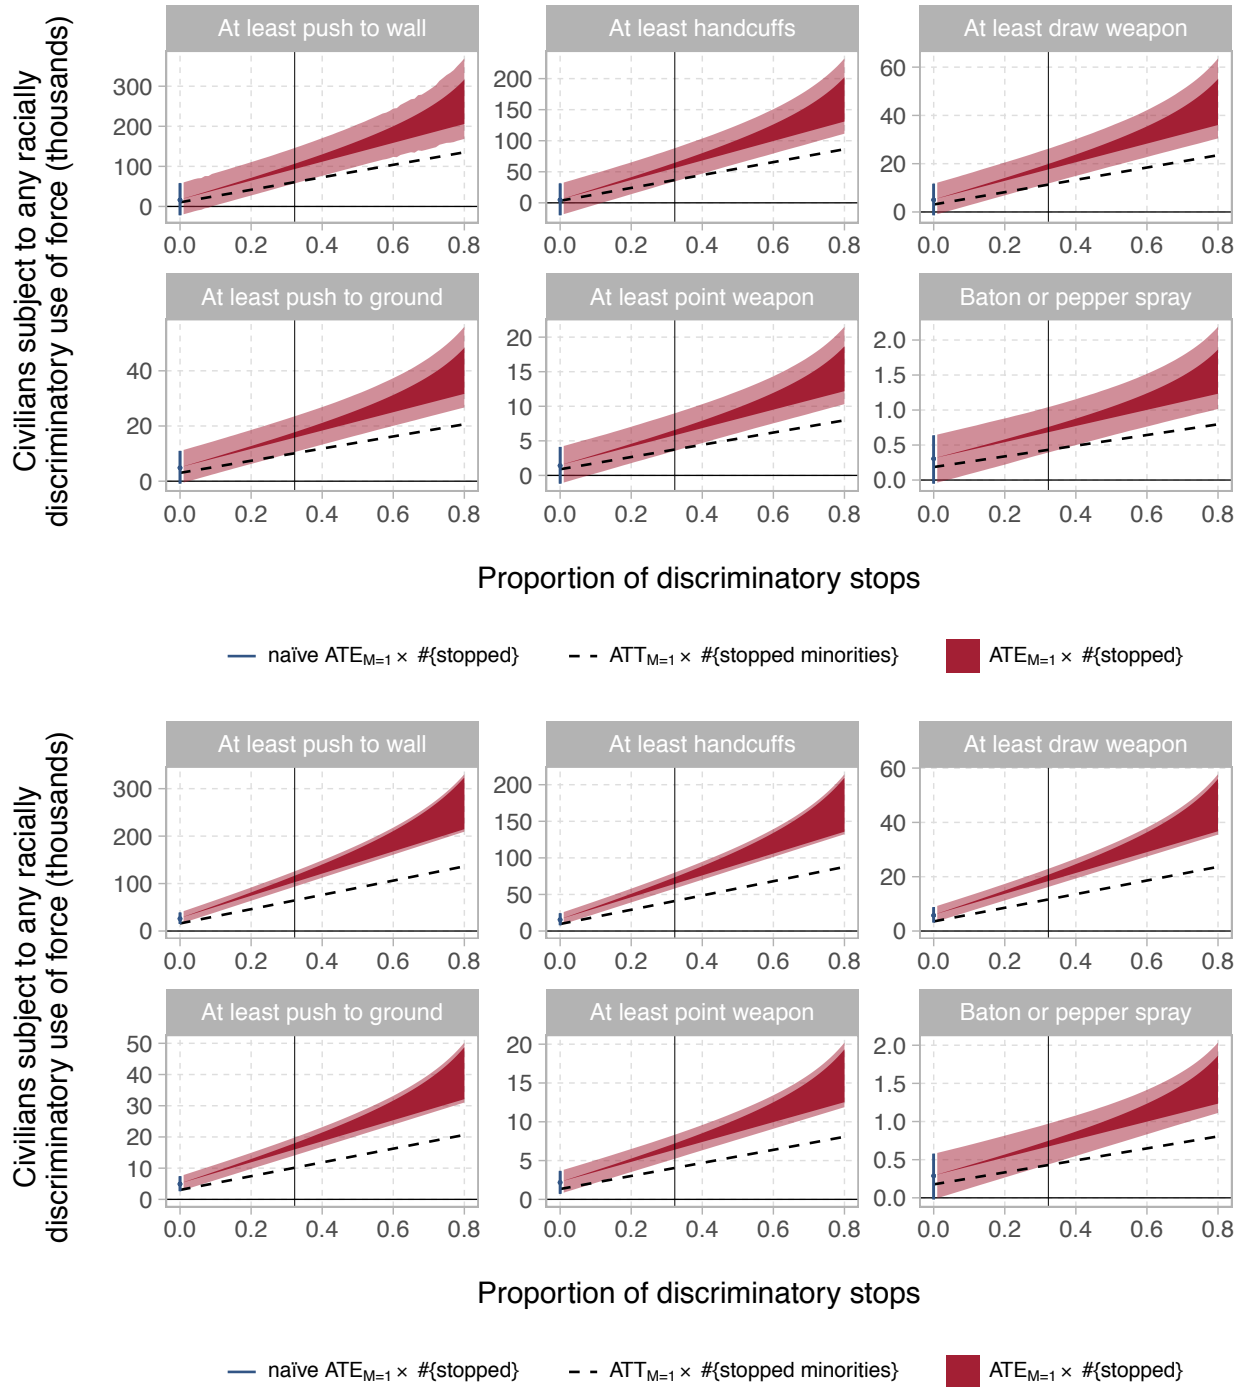 Civilians subject to any racially
discriminatory use of force (thousands)
At least push to wall
At least handcuffs
At least draw weapon
300
200
100
0
0.0 0.2 0.4 0.6 0.8
200
150
100
50
0
0.0 0.2 0.4 0.6 0.8
60
40
20
0
0.0 0.2 0.4 0.6 0.8
At least push to ground
At least point weapon
Baton or pepper spray
40
20
0
0.0 0.2 0.4 0.6 0.8
20
15
10
5
0
0.0 0.2 0.4 0.6 0.8
2.0
1.5
1.0
0.5
0.0
0.0 0.2 0.4 0.6 0.8
Proportion of discriminatory stops
naïve ATE_{M=1} × #{stopped}
ATT_{M=1} × #{stopped minorities}
ATE_{M=1} × #{stopped}
Civilians subject to any racially
discriminatory use of force (thousands)
At least push to wall
At least handcuffs
At least draw weapon
300
200
100
0
0.0 0.2 0.4 0.6 0.8
200
150
100
50
0
0.0 0.2 0.4 0.6 0.8
60
40
20
0
0.0 0.2 0.4 0.6 0.8
At least push to ground
At least point weapon
Baton or pepper spray
50
40
30
20
10
0
0.0 0.2 0.4 0.6 0.8
20
15
10
5
0
0.0 0.2 0.4 0.6 0.8
2.0
1.5
1.0
0.5
0.0
0.0 0.2 0.4 0.6 0.8
Proportion of discriminatory stops
naïve ATE_{M=1} × #{stopped}
ATT_{M=1} × #{stopped minorities}
ATE_{M=1} × #{stopped}